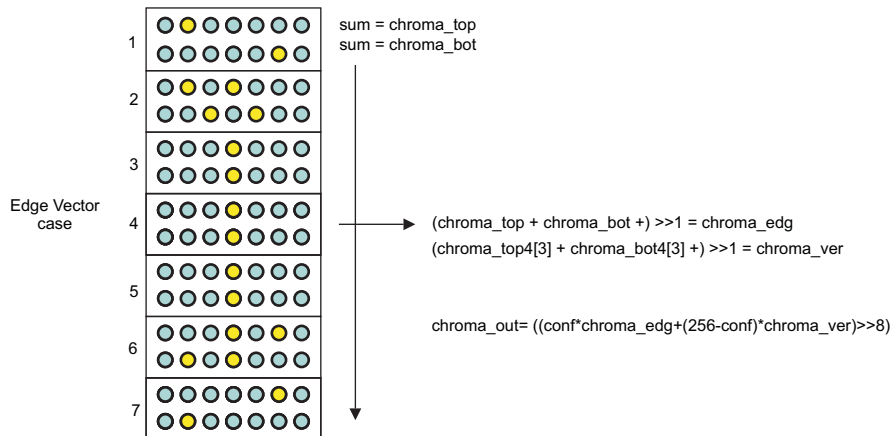 sum = chroma_top
sum = chroma_bot
1
2
3
Edge Vector
case
4
(chroma_top + chroma_bot +) >>1 = chroma_edg
(chroma_top4[3] + chroma_bot4[3] +) >>1 = chroma_ver
5
6
chroma_out= ((conf*chroma_edg+(256-conf)*chroma_ver)>>8)
7